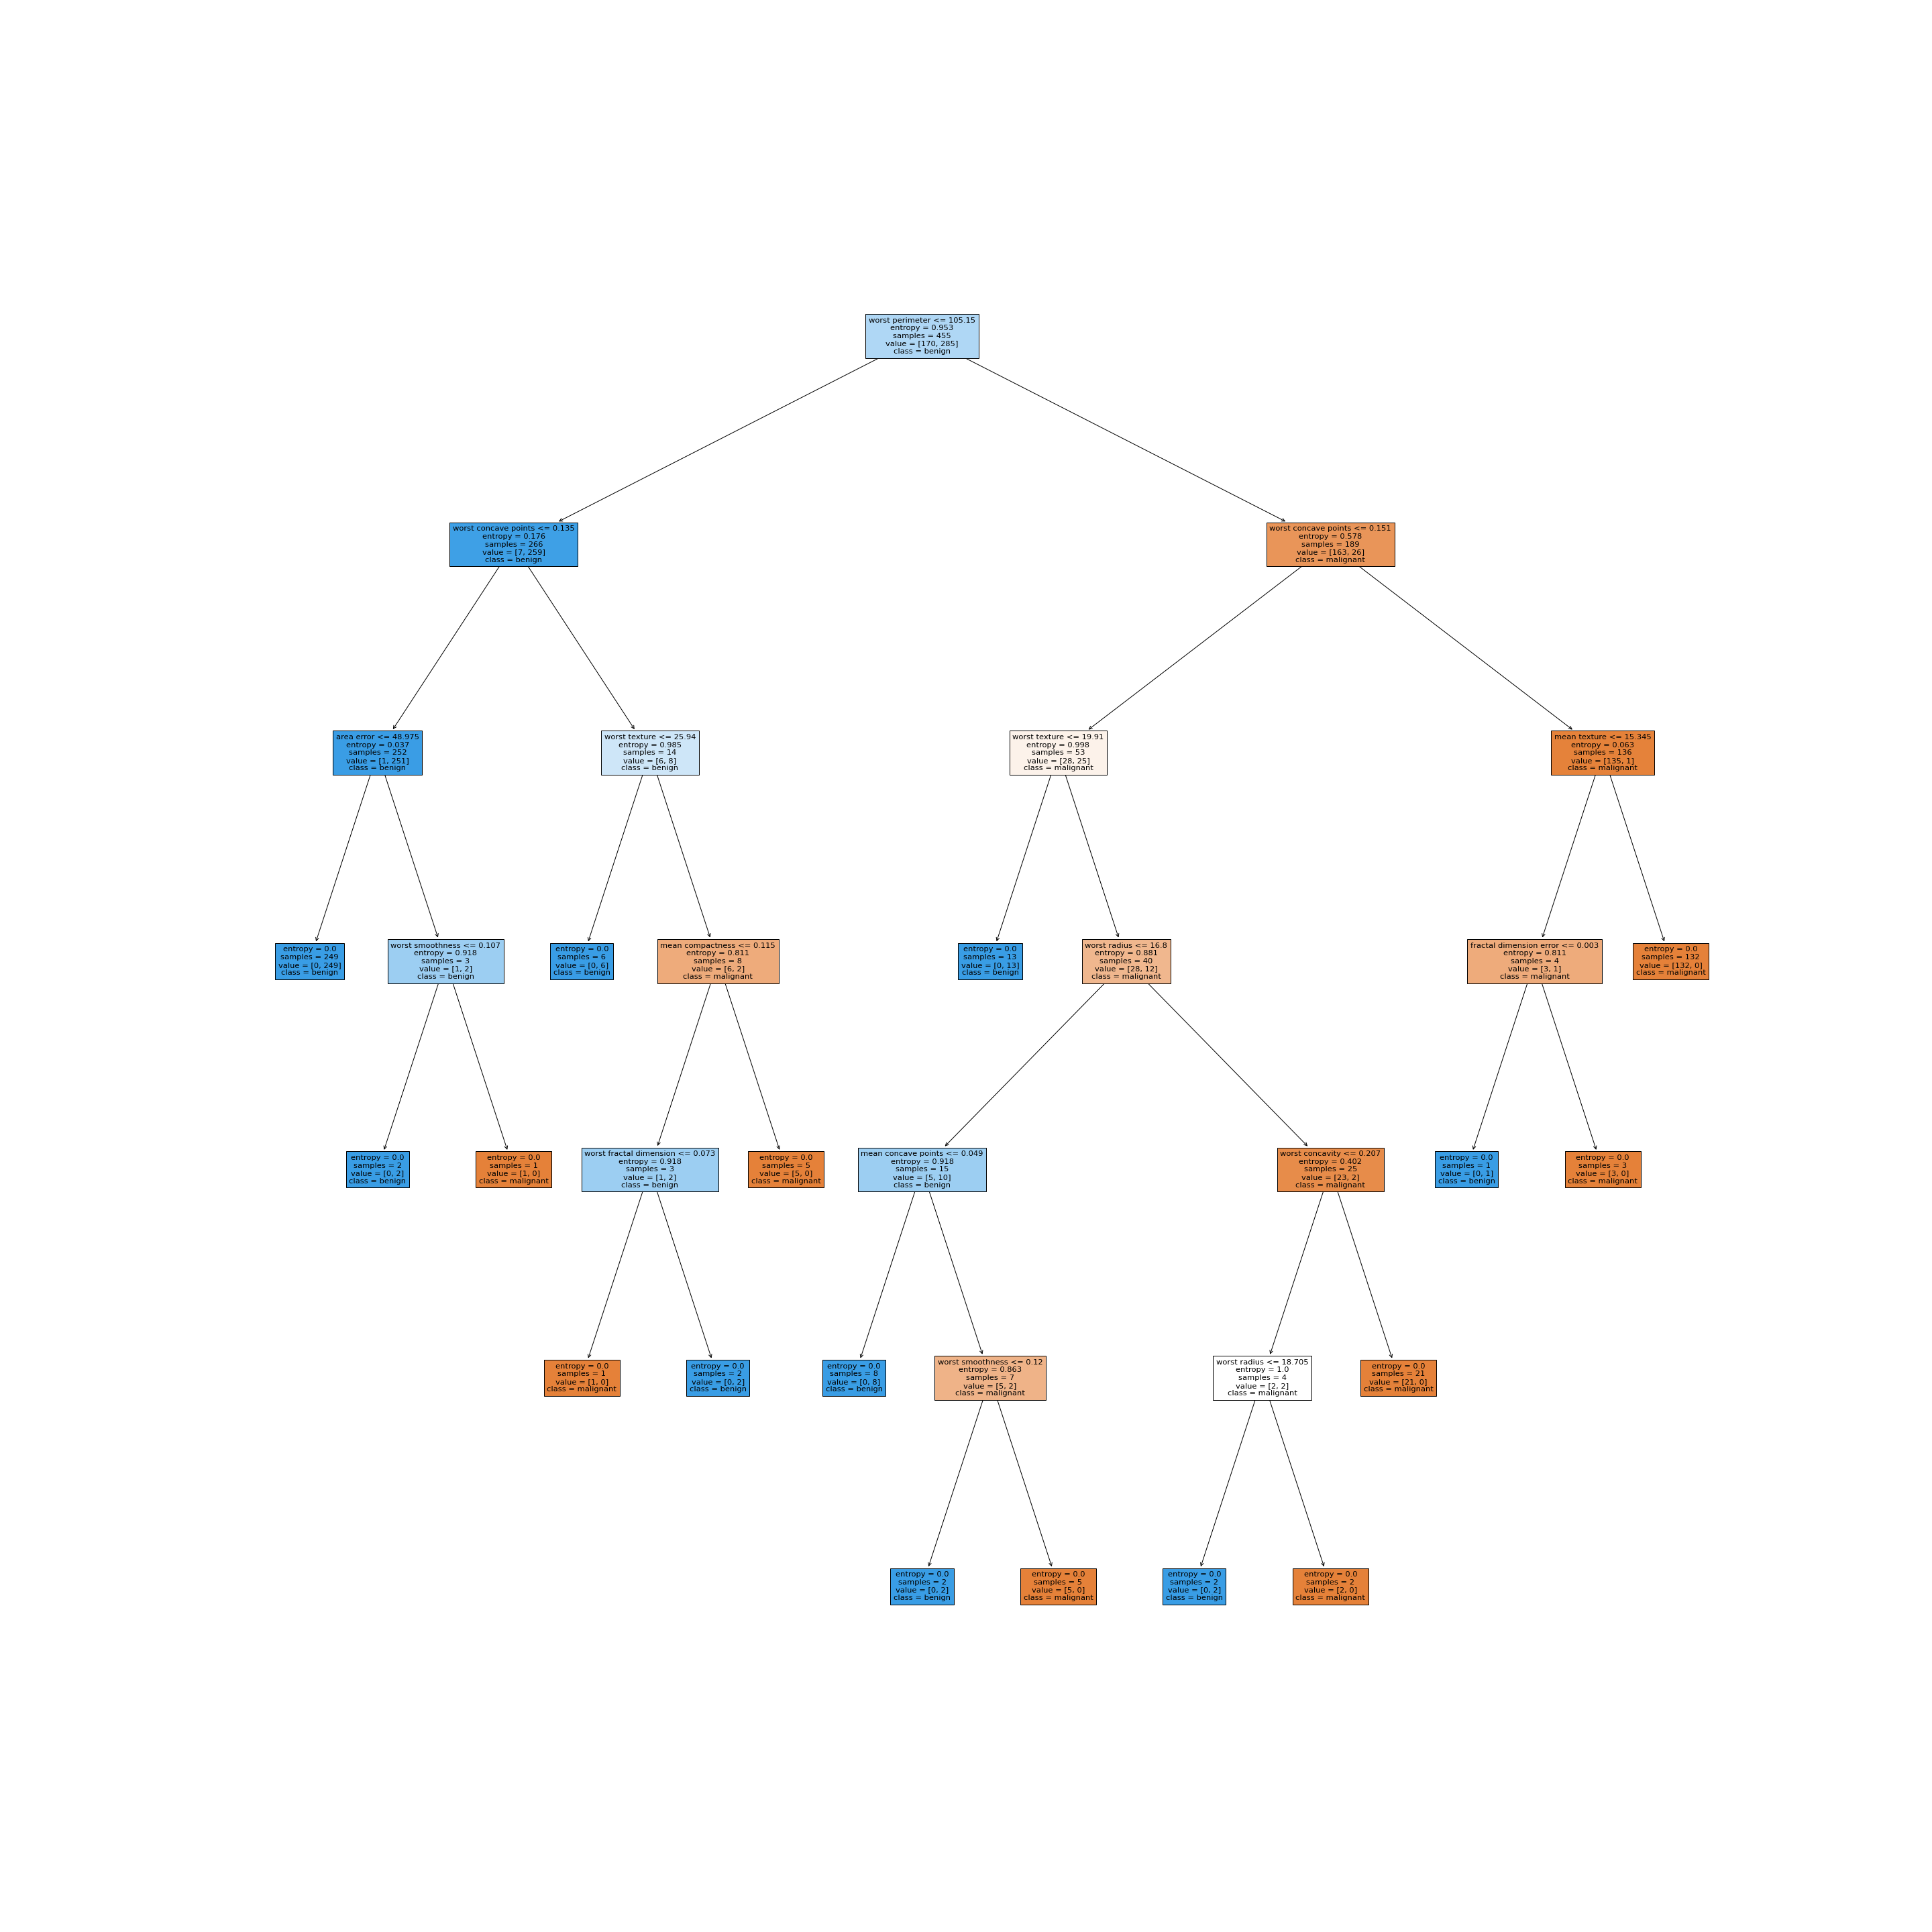 worst perimeter <= 105.15
entropy = 0.953
samples = 455
value = [170, 285]
class = benign
worst concave points <= 0.135
entropy = 0.176
samples = 266
value = [7, 259]
class = benign
worst concave points <= 0.151
entropy = 0.578
samples = 189
value = [163, 26]
class = malignant
area error <= 48.975
entropy = 0.037
samples = 252
value = [1, 251]
class = benign
worst texture <= 25.94
entropy = 0.985
samples = 14
value = [6, 8]
class = benign
worst texture <= 19.91
entropy = 0.998
samples = 53
value = [28, 25]
class = malignant
mean texture <= 15.345
entropy = 0.063
samples = 136
value = [135, 1]
class = malignant
entropy = 0.0
samples = 249
value = [0, 249]
class = benign
worst smoothness <= 0.107
entropy = 0.918
samples = 3
value = [1, 2]
class = benign
entropy = 0.0
samples = 6
value = [0, 6]
class = benign
mean compactness <= 0.115
entropy = 0.811
samples = 8
value = [6, 2]
class = malignant
entropy = 0.0
samples = 13
value = [0, 13]
class = benign
worst radius <= 16.8
entropy = 0.881
samples = 40
value = [28, 12]
class = malignant
fractal dimension error <= 0.003
entropy = 0.811
samples = 4
value = [3, 1]
class = malignant
entropy = 0.0
samples = 132
value = [132, 0]
class = malignant
entropy = 0.0
samples = 2
value = [0, 2]
class = benign
entropy = 0.0
samples = 1
value = [1, 0]
class = malignant
worst fractal dimension <= 0.073
entropy = 0.918
samples = 3
value = [1, 2]
class = benign
entropy = 0.0
samples = 5
value = [5, 0]
class = malignant
mean concave points <= 0.049
entropy = 0.918
samples = 15
value = [5, 10]
class = benign
worst concavity <= 0.207
entropy = 0.402
samples = 25
value = [23, 2]
class = malignant
entropy = 0.0
samples = 1
value = [0, 1]
class = benign
entropy = 0.0
samples = 3
value = [3, 0]
class = malignant
entropy = 0.0
samples = 1
value = [1, 0]
class = malignant
entropy = 0.0
samples = 2
value = [0, 2]
class = benign
entropy = 0.0
samples = 8
value = [0, 8]
class = benign
worst smoothness <= 0.12
entropy = 0.863
samples = 7
value = [5, 2]
class = malignant
worst radius <= 18.705
entropy = 1.0
samples = 4
value = [2, 2]
class = malignant
entropy = 0.0
samples = 21
value = [21, 0]
class = malignant
entropy = 0.0
samples = 2
value = [0, 2]
class = benign
entropy = 0.0
samples = 5
value = [5, 0]
class = malignant
entropy = 0.0
samples = 2
value = [0, 2]
class = benign
entropy = 0.0
samples = 2
value = [2, 0]
class = malignant